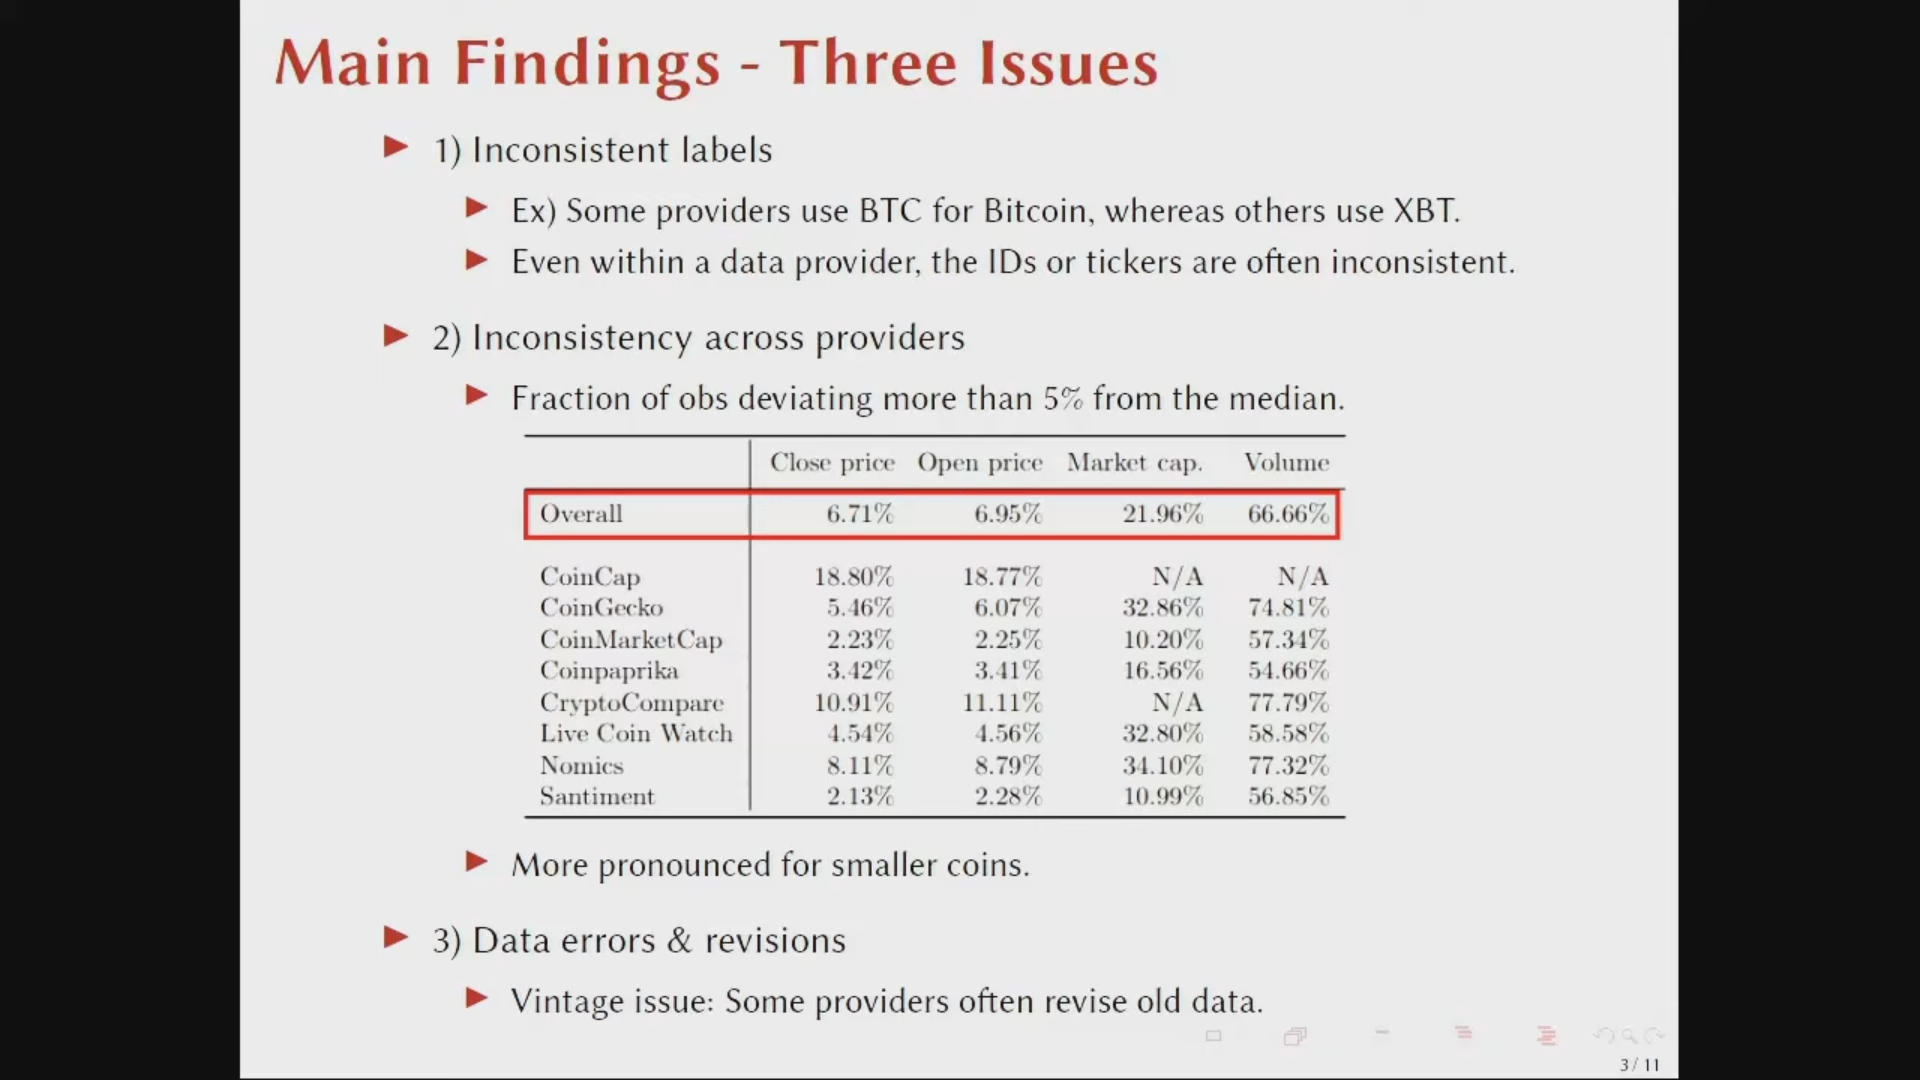 Main Findings - Three Issues
1) Inconsistent labels
Ex) Some providers use BTC for Bitcoin, whereas others use XBT.
Even within a data provider, the IDs or tickers are often inconsistent.
2) Inconsistency across providers
Fraction of obs deviating more than 5% from the median.
Close price Open price Market cap. Volume
Overall 6.71% 6.95% 21.96% 66.66%
CoinCap 18.80% 18.77% N/A N/A
CoinGecko 5.46% 6.07% 32.86% 74.81%
CoinMarketCap 2.23% 2.25% 10.20% 57.34%
Coinpaprika 3.42% 3.41% 16.56% 54.66%
CryptoCompare 10.91% 11.11% N/A 77.79%
Live Coin Watch 4.54% 4.56% 32.80% 58.58%
Nomics 8.11% 8.79% 34.10% 77.32%
Santiment 2.13% 2.28% 10.99% 56.85%
More pronounced for smaller coins.
3) Data errors & revisions
Vintage issue: Some providers often revise old data.
3 / 11